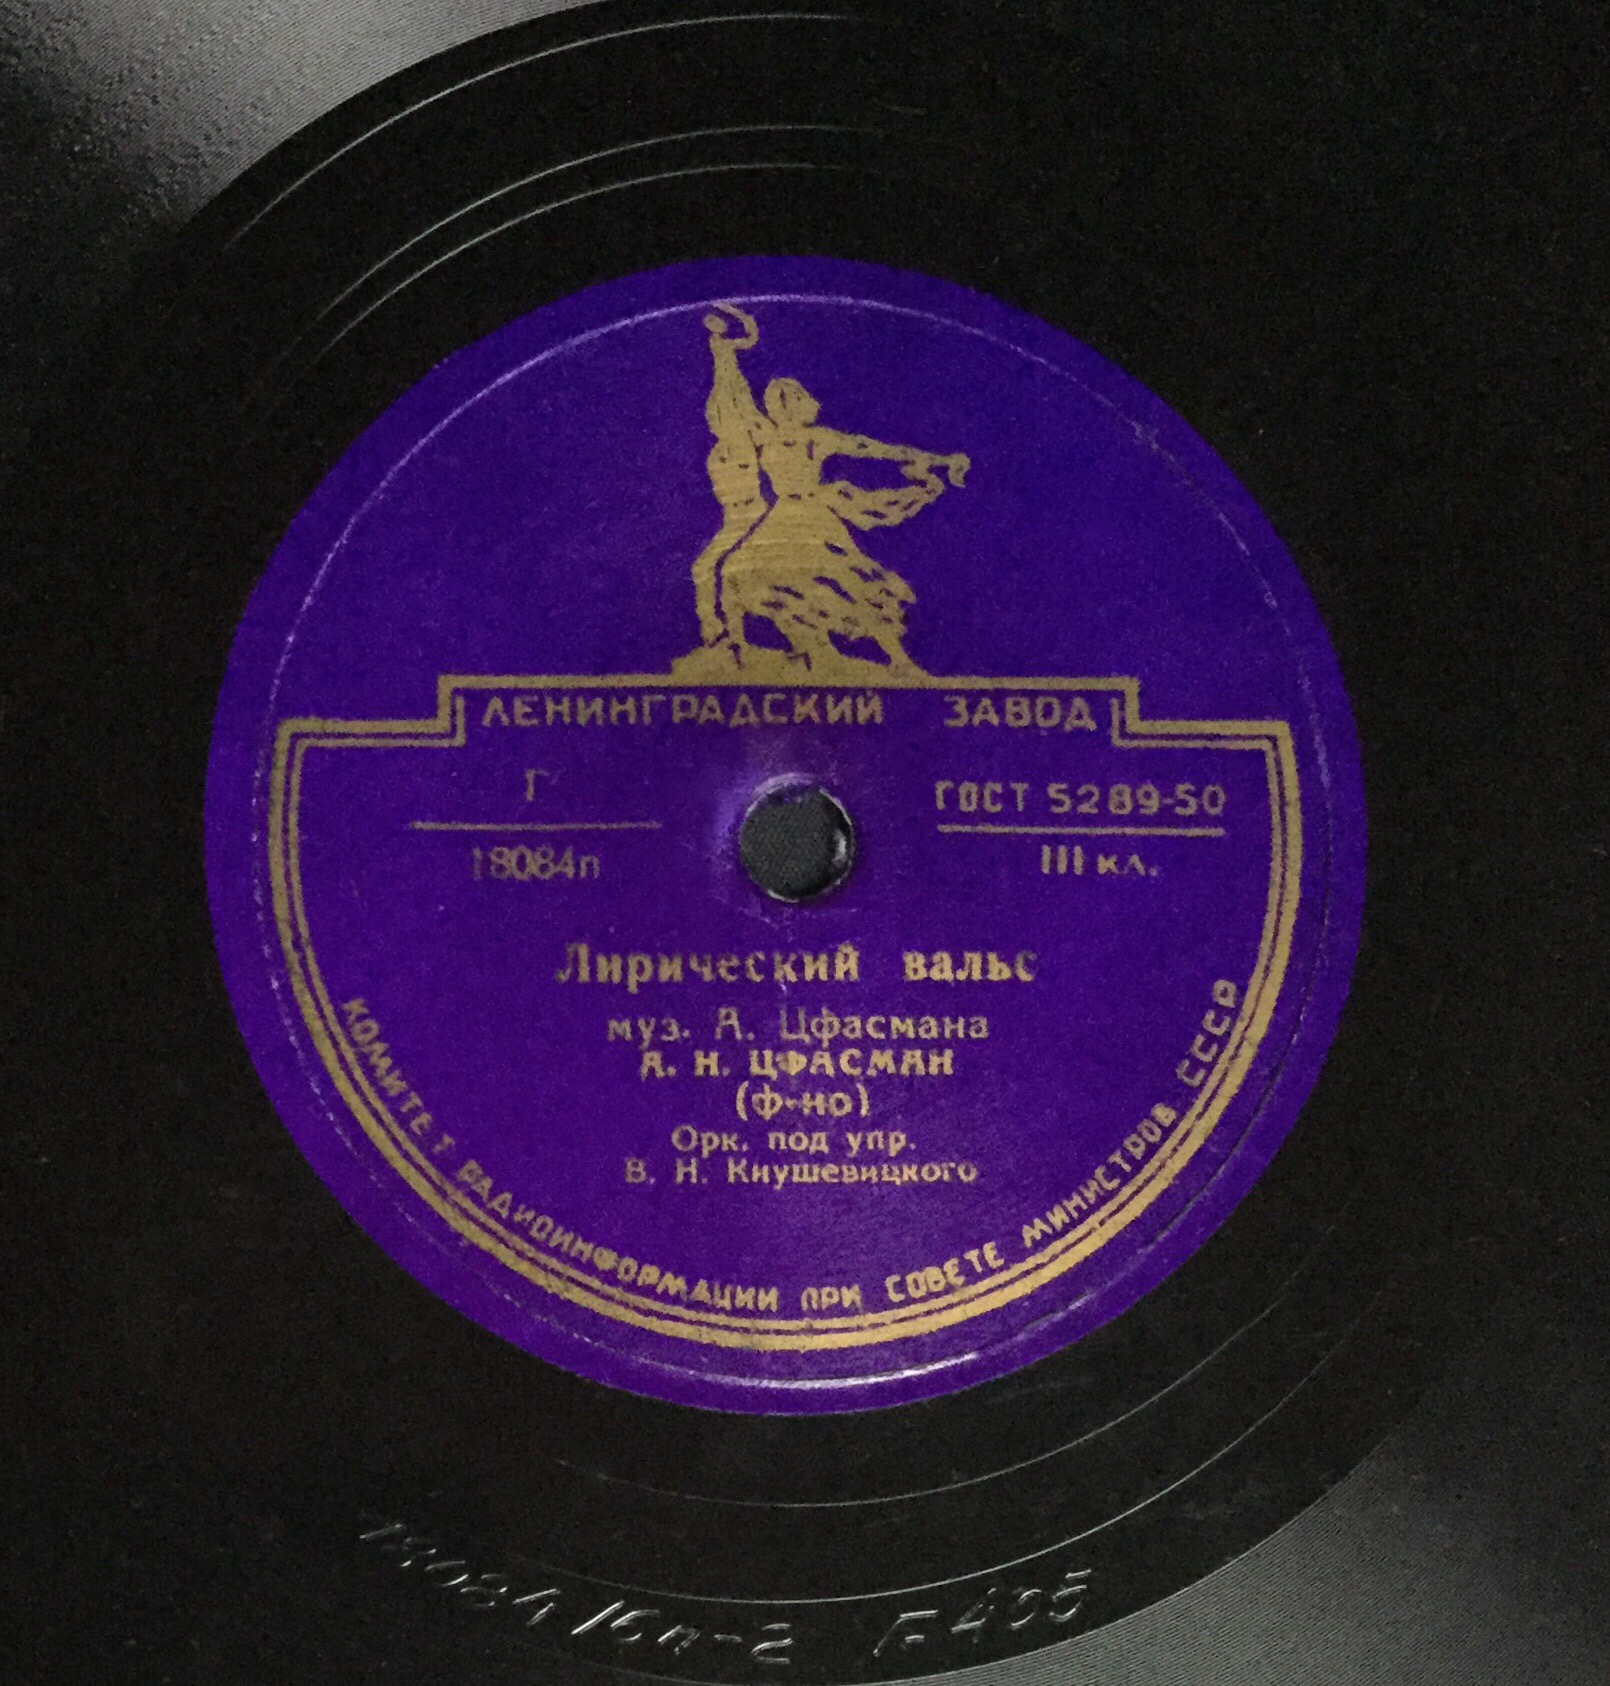 ЛЕНИНГРАДСКИЙ ЗАВОД
Г
18084п
ГОСТ 5289-50
III кл.
Лирический вальс
муз. А. Цфасмана
А. Н. ЦФАСМАН
(ф-но)
Орк. под упр.
В. Н. Кнушевицкого
КОМИТЕТ РАДИОИНФОРМАЦИИ ПРИ СОВЕТЕ МИНИСТРОВ СССР